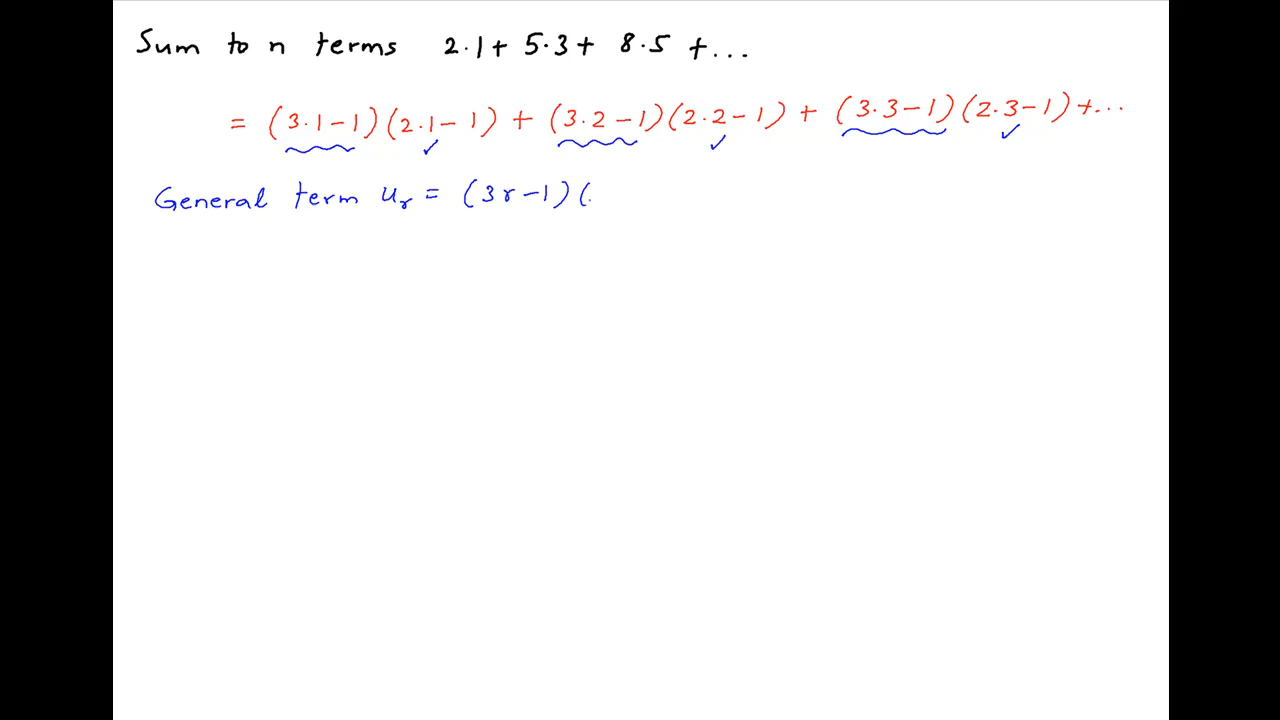 Sum to n terms 2.1+ 5.3+ 8.5 +...
= (3.1-1)(2.1-1) + (3.2-1)(2.2-1) + (3.3-1)(2.3-1)+...
General term uᵣ = (3r-1)(